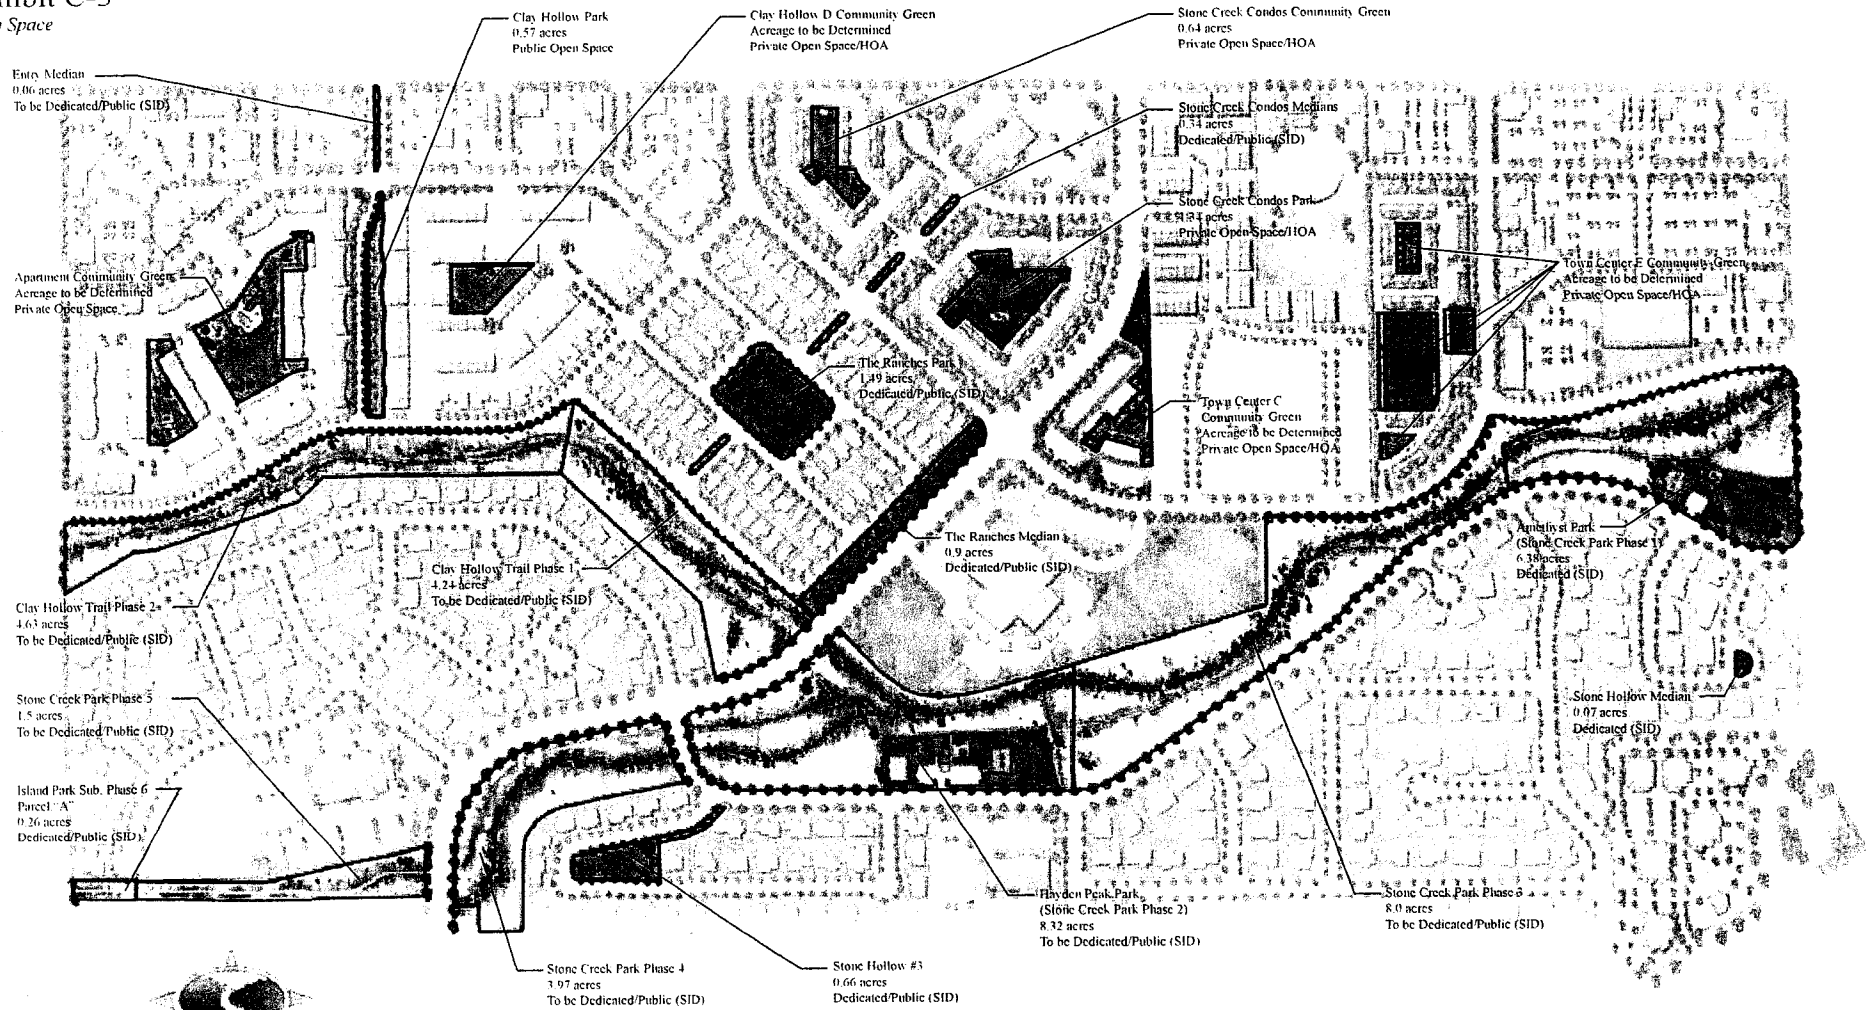 Clay Hollow Park
0.57 acres
Public Open Space
Clay Hollow D Community Green
Acreage to be Determined
Private Open Space/HOA
Stone Creek Condos Community Green
0.64 acres
Private Open Space/HOA
Space
Entry Median
0.06 acres
To be Dedicated/Public (SID)
Stone Creek Condos Medians
0.34 acres
Dedicated/Public (SID)
Stone Creek Condos Park
acres
Private Open Space/HOA
Apartment Community Green
Acreage to be Determined
Private Open Space
Town Center E Community Green
Acreage to be Determined
Private Open Space/HOA
The Ranches Park
1.49 acres
Dedicated/Public (SID)
Town Center C
Community Green
Acreage to be Determined
Private Open Space/HOA
The Ranches Median
0.9 acres
Dedicated/Public (SID)
Amethyst Park
(Stone Creek Park Phase 1)
6.38 acres
Dedicated (SID)
Clay Hollow Trail Phase 1
4.24 acres
To be Dedicated/Public (SID)
Clay Hollow Trail Phase 2
4.63 acres
To be Dedicated/Public (SID)
Stone Creek Park Phase 5
1.5 acres
To be Dedicated/Public (SID)
Stone Hollow Median
0.07 acres
Dedicated (SID)
Island Park Sub. Phase 6
Parcel "A"
0.26 acres
Dedicated/Public (SID)
Hayden Peak Park
(Stone Creek Park Phase 2)
8.32 acres
To be Dedicated/Public (SID)
Stone Creek Park Phase 3
8.0 acres
To be Dedicated/Public (SID)
Stone Creek Park Phase 4
3.97 acres
To be Dedicated/Public (SID)
Stone Hollow #3
0.66 acres
Dedicated/Public (SID)